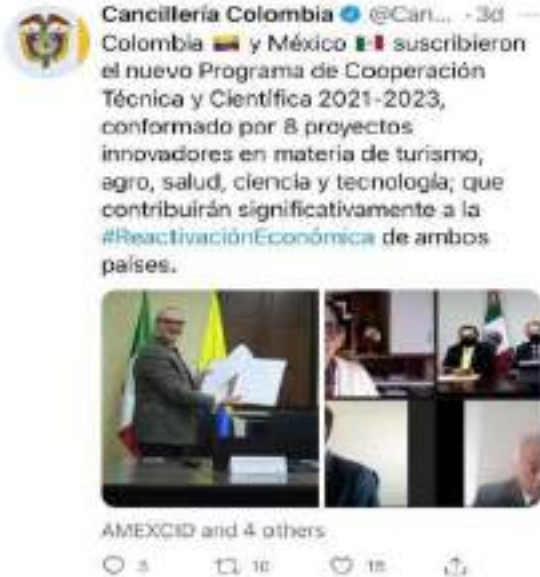 Cancillería Colombia @Can... · 3d
Colombia 🇨🇴 y México 🇲🇽 suscribieron
el nuevo Programa de Cooperación
Técnica y Científica 2021-2023,
conformado por 8 proyectos
innovadores en materia de turismo,
agro, salud, ciencia y tecnología; que
contribuirán significativamente a la
#ReactivaciónEconómica de ambos
países.
AMEXCID and 4 others
3 10 18